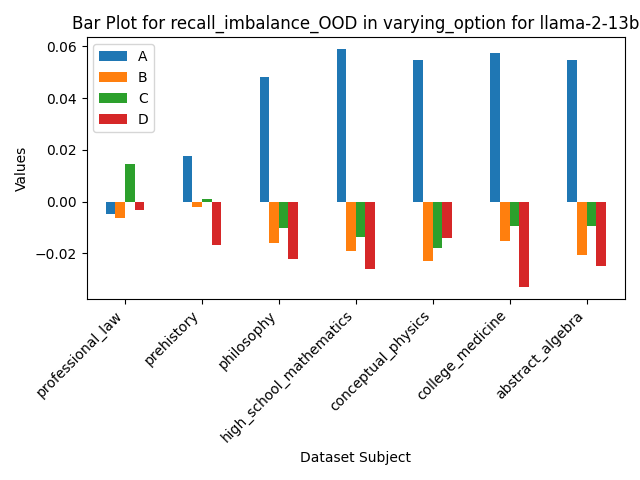 Bar Plot for recall_imbalance_OOD in varying_option for llama-2-13b
A
B
C
D
0.06
0.04
0.02
0.00
−0.02
Values
professional_law
prehistory
philosophy
high_school_mathematics
conceptual_physics
college_medicine
abstract_algebra
Dataset Subject